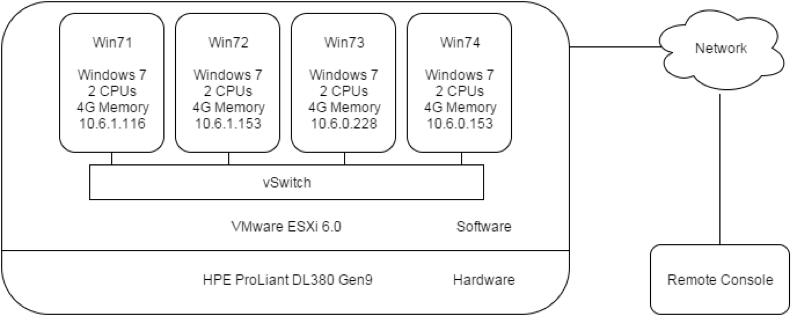 Win71
Windows 7
2 CPUs
4G Memory
10.6.1.116
Win72
Windows 7
2 CPUs
4G Memory
10.6.1.153
Win73
Windows 7
2 CPUs
4G Memory
10.6.0.228
Win74
Windows 7
2 CPUs
4G Memory
10.6.0.153
Network
vSwitch
VMware ESXi 6.0
Software
HPE ProLiant DL380 Gen9
Hardware
Remote Console